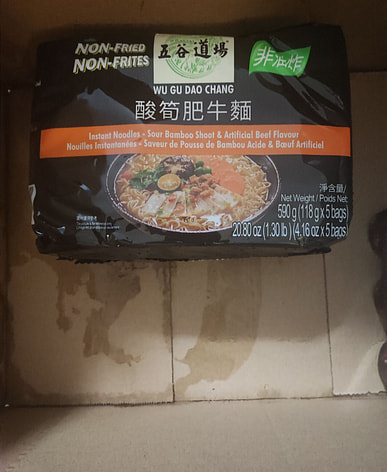 NON-FRIED
NON-FRITES
五谷道場
非油炸
WU GU DAO CHANG
酸筍肥牛麵
Instant Noodles - Sour Bamboo Shoot & Artificial Beef Flavour
Nouilles Instantanées - Saveur de Pousse de Bambou Acide & Bœuf Artificiel
淨含量/
Net Weight / Poids Net:
590 g (118 g x 5 bags)
20.80 oz (1.30 lb) (4.16 oz x 5 bags)